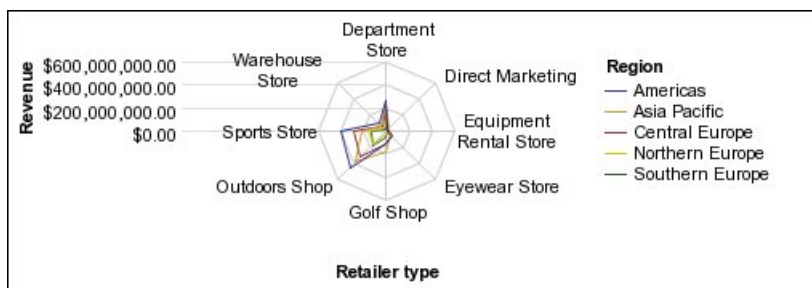 Department
Store
Warehouse
Store
Direct Marketing
Sports Store
Equipment
Rental Store
Outdoors Shop
Eyewear Store
Golf Shop
Revenue
$600,000,000.00
$400,000,000.00
$200,000,000.00
$0.00
Retailer type
Region
Americas
Asia Pacific
Central Europe
Northern Europe
Southern Europe